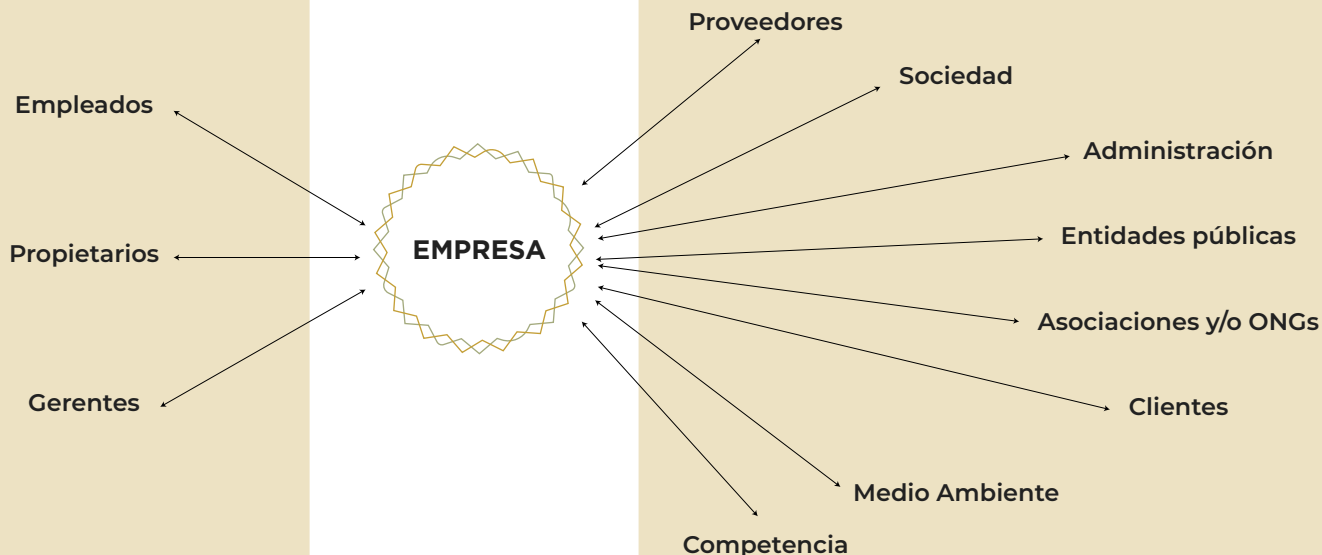 Proveedores
Sociedad
Empleados
Administración
Entidades públicas
EMPRESA
Propietarios
Asociaciones y/o ONGs
Gerentes
Clientes
Medio Ambiente
Competencia